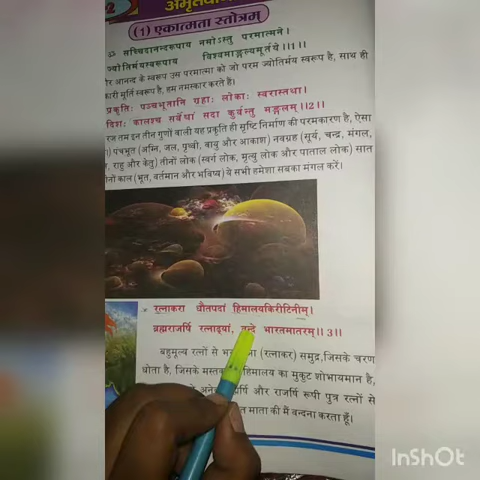 2
अमृतवाणी
(1) एकात्मता स्तोत्रम्
ॐ सच्चिदानन्दरूपाय नमोऽस्तु परमात्मने।
ज्योतिर्मयस्वरूपाय विश्वमाङ्गल्यमूर्तये।।1।।
और आनन्द के स्वरूप उस परमात्मा को जो परम ज्योतिर्मय स्वरूप है, साथ ही
कारी मूर्ति स्वरूप है, हम नमस्कार करते हैं।
प्रकृतिः पञ्चभूतानि ग्रहाः लोकाः स्वरास्तथा।
दिशः कालश्च सर्वेषां सदा कुर्वन्तु मङ्गलम्।।2।।
रज तम इन तीन गुणों वाली यह प्रकृति ही सृष्टि निर्माण की परमकारण है, ऐसा
) पंचभूत (अग्नि, जल, पृथ्वी, वायु और आकाश) नवग्रह (सूर्य, चन्द्र, मंगल,
, राहु और केतु) तीनों लोक (स्वर्ग लोक, मृत्यु लोक और पाताल लोक) सात
तीनों काल (भूत, वर्तमान और भविष्य) ये सभी हमेशा सबका मंगल करें।
रत्नाकरा धौतपदां हिमालयकिरीटिनीम्।
ब्रह्मराजर्षि रत्नाढ्यां, वन्दे भारतमातरम्।।3।।
बहुमूल्य रत्नों से भरा (रत्नाकर) समुद्र, जिसके चरण
धोता है, जिसके मस्तक हिमालय का मुकुट शोभायमान है,
और राजर्षि रूपी पुत्र रत्नों से
माता की मैं वन्दना करता हूँ।
InShOt